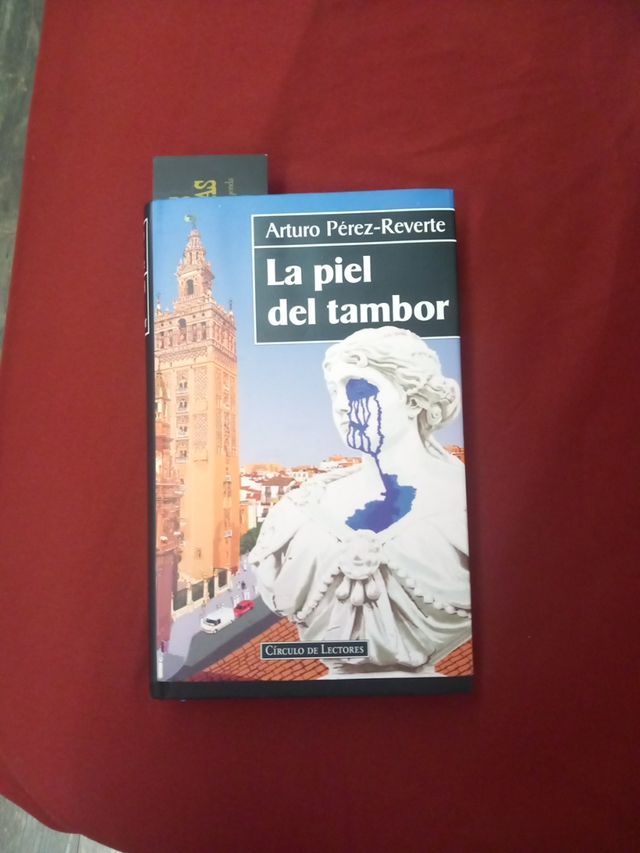 Arturo Pérez-Reverte
La piel
del tambor
CÍRCULO DE LECTORES